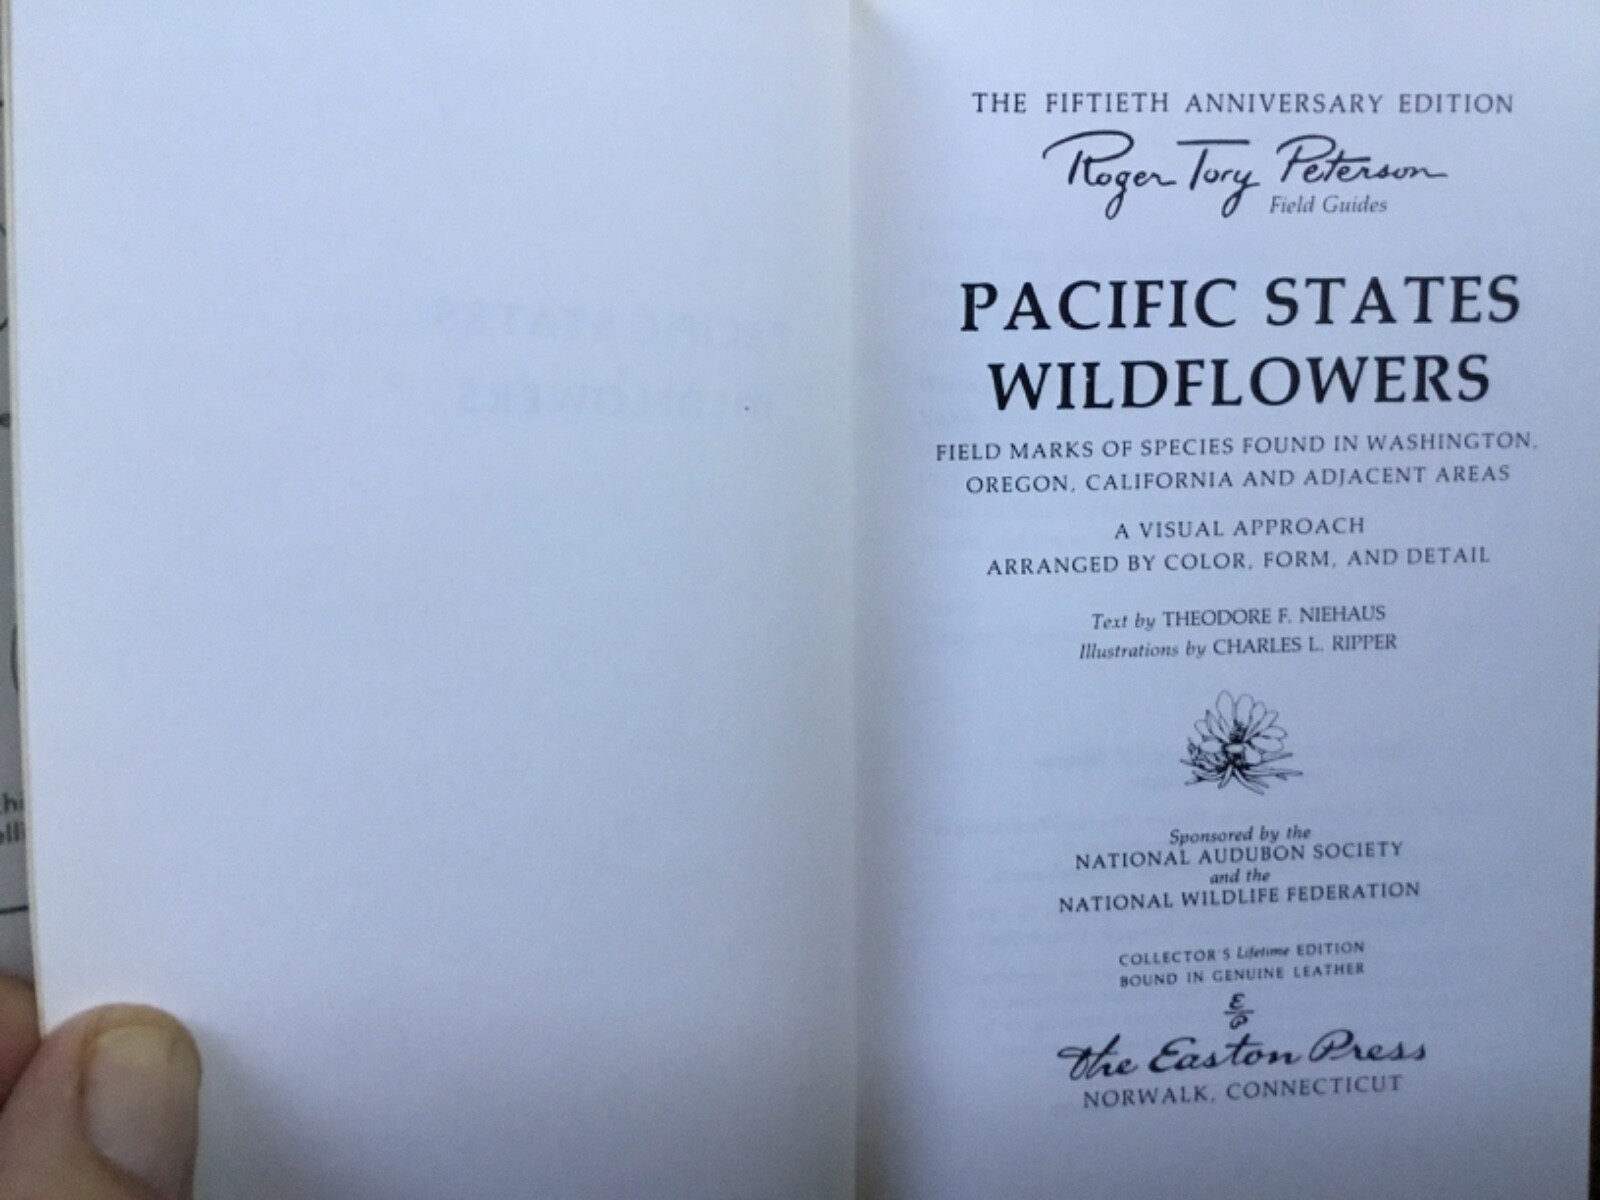 THE FIFTIETH ANNIVERSARY EDITION
Roger Tory Peterson
Field Guides
PACIFIC STATES
WILDFLOWERS
FIELD MARKS OF SPECIES FOUND IN WASHINGTON,
OREGON, CALIFORNIA AND ADJACENT AREAS
A VISUAL APPROACH
ARRANGED BY COLOR, FORM, AND DETAIL
Text by THEODORE F. NIEHAUS
Illustrations by CHARLES L. RIPPER
Sponsored by the
NATIONAL AUDUBON SOCIETY
and the
NATIONAL WILDLIFE FEDERATION
COLLECTOR'S Lifetime EDITION
BOUND IN GENUINE LEATHER
E
P
The Easton Press
NORWALK, CONNECTICUT